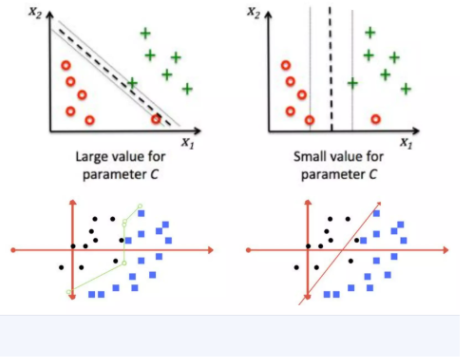 X2
X2
X1
X1
Large value for
parameter C
Small value for
parameter C